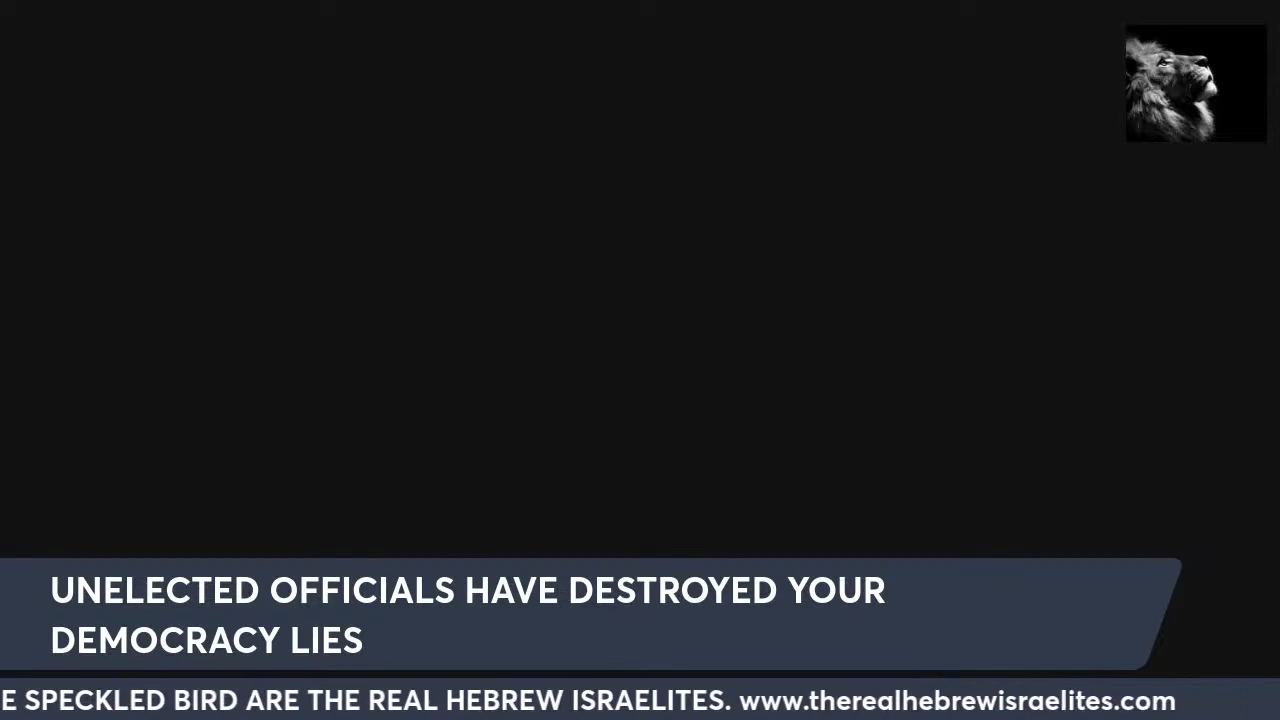 UNELECTED OFFICIALS HAVE DESTROYED YOUR
DEMOCRACY LIES
E SPECKLED BIRD ARE THE REAL HEBREW ISRAELITES. www.therealhebrewisraelites.com